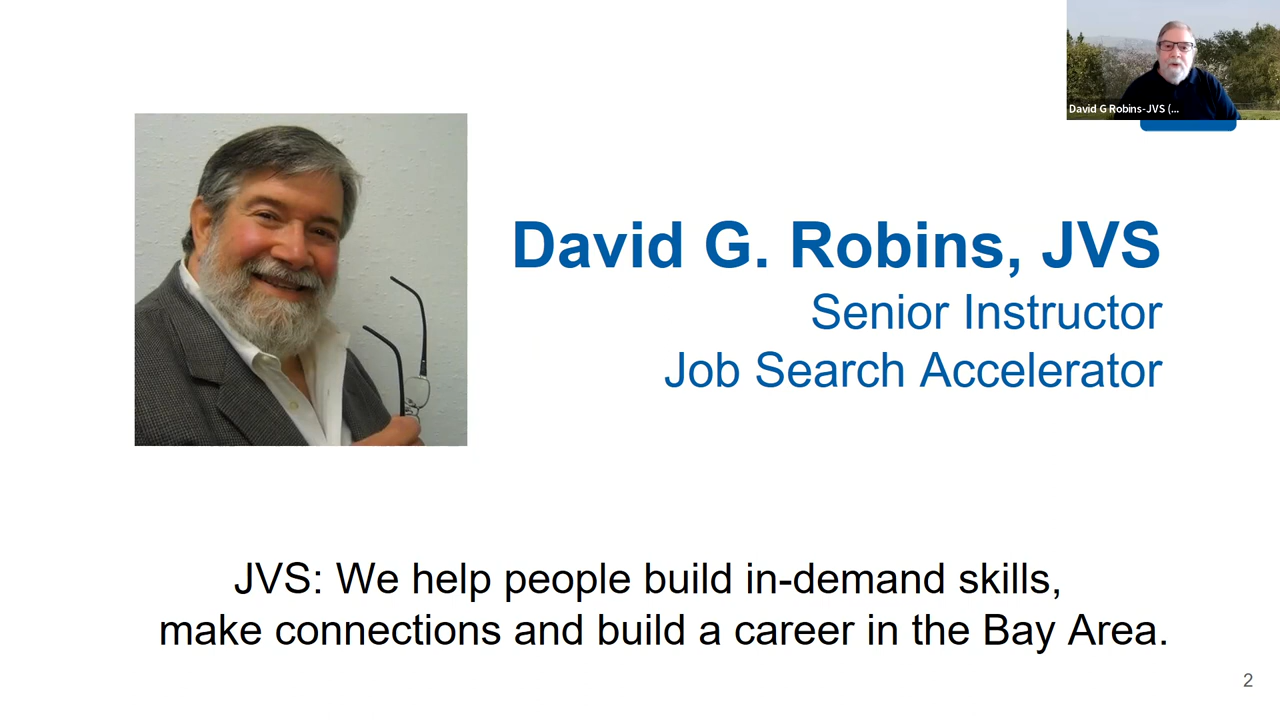 David G Robins-JVS (...
David G. Robins, JVS
Senior Instructor
Job Search Accelerator
JVS: We help people build in-demand skills,
make connections and build a career in the Bay Area.
2